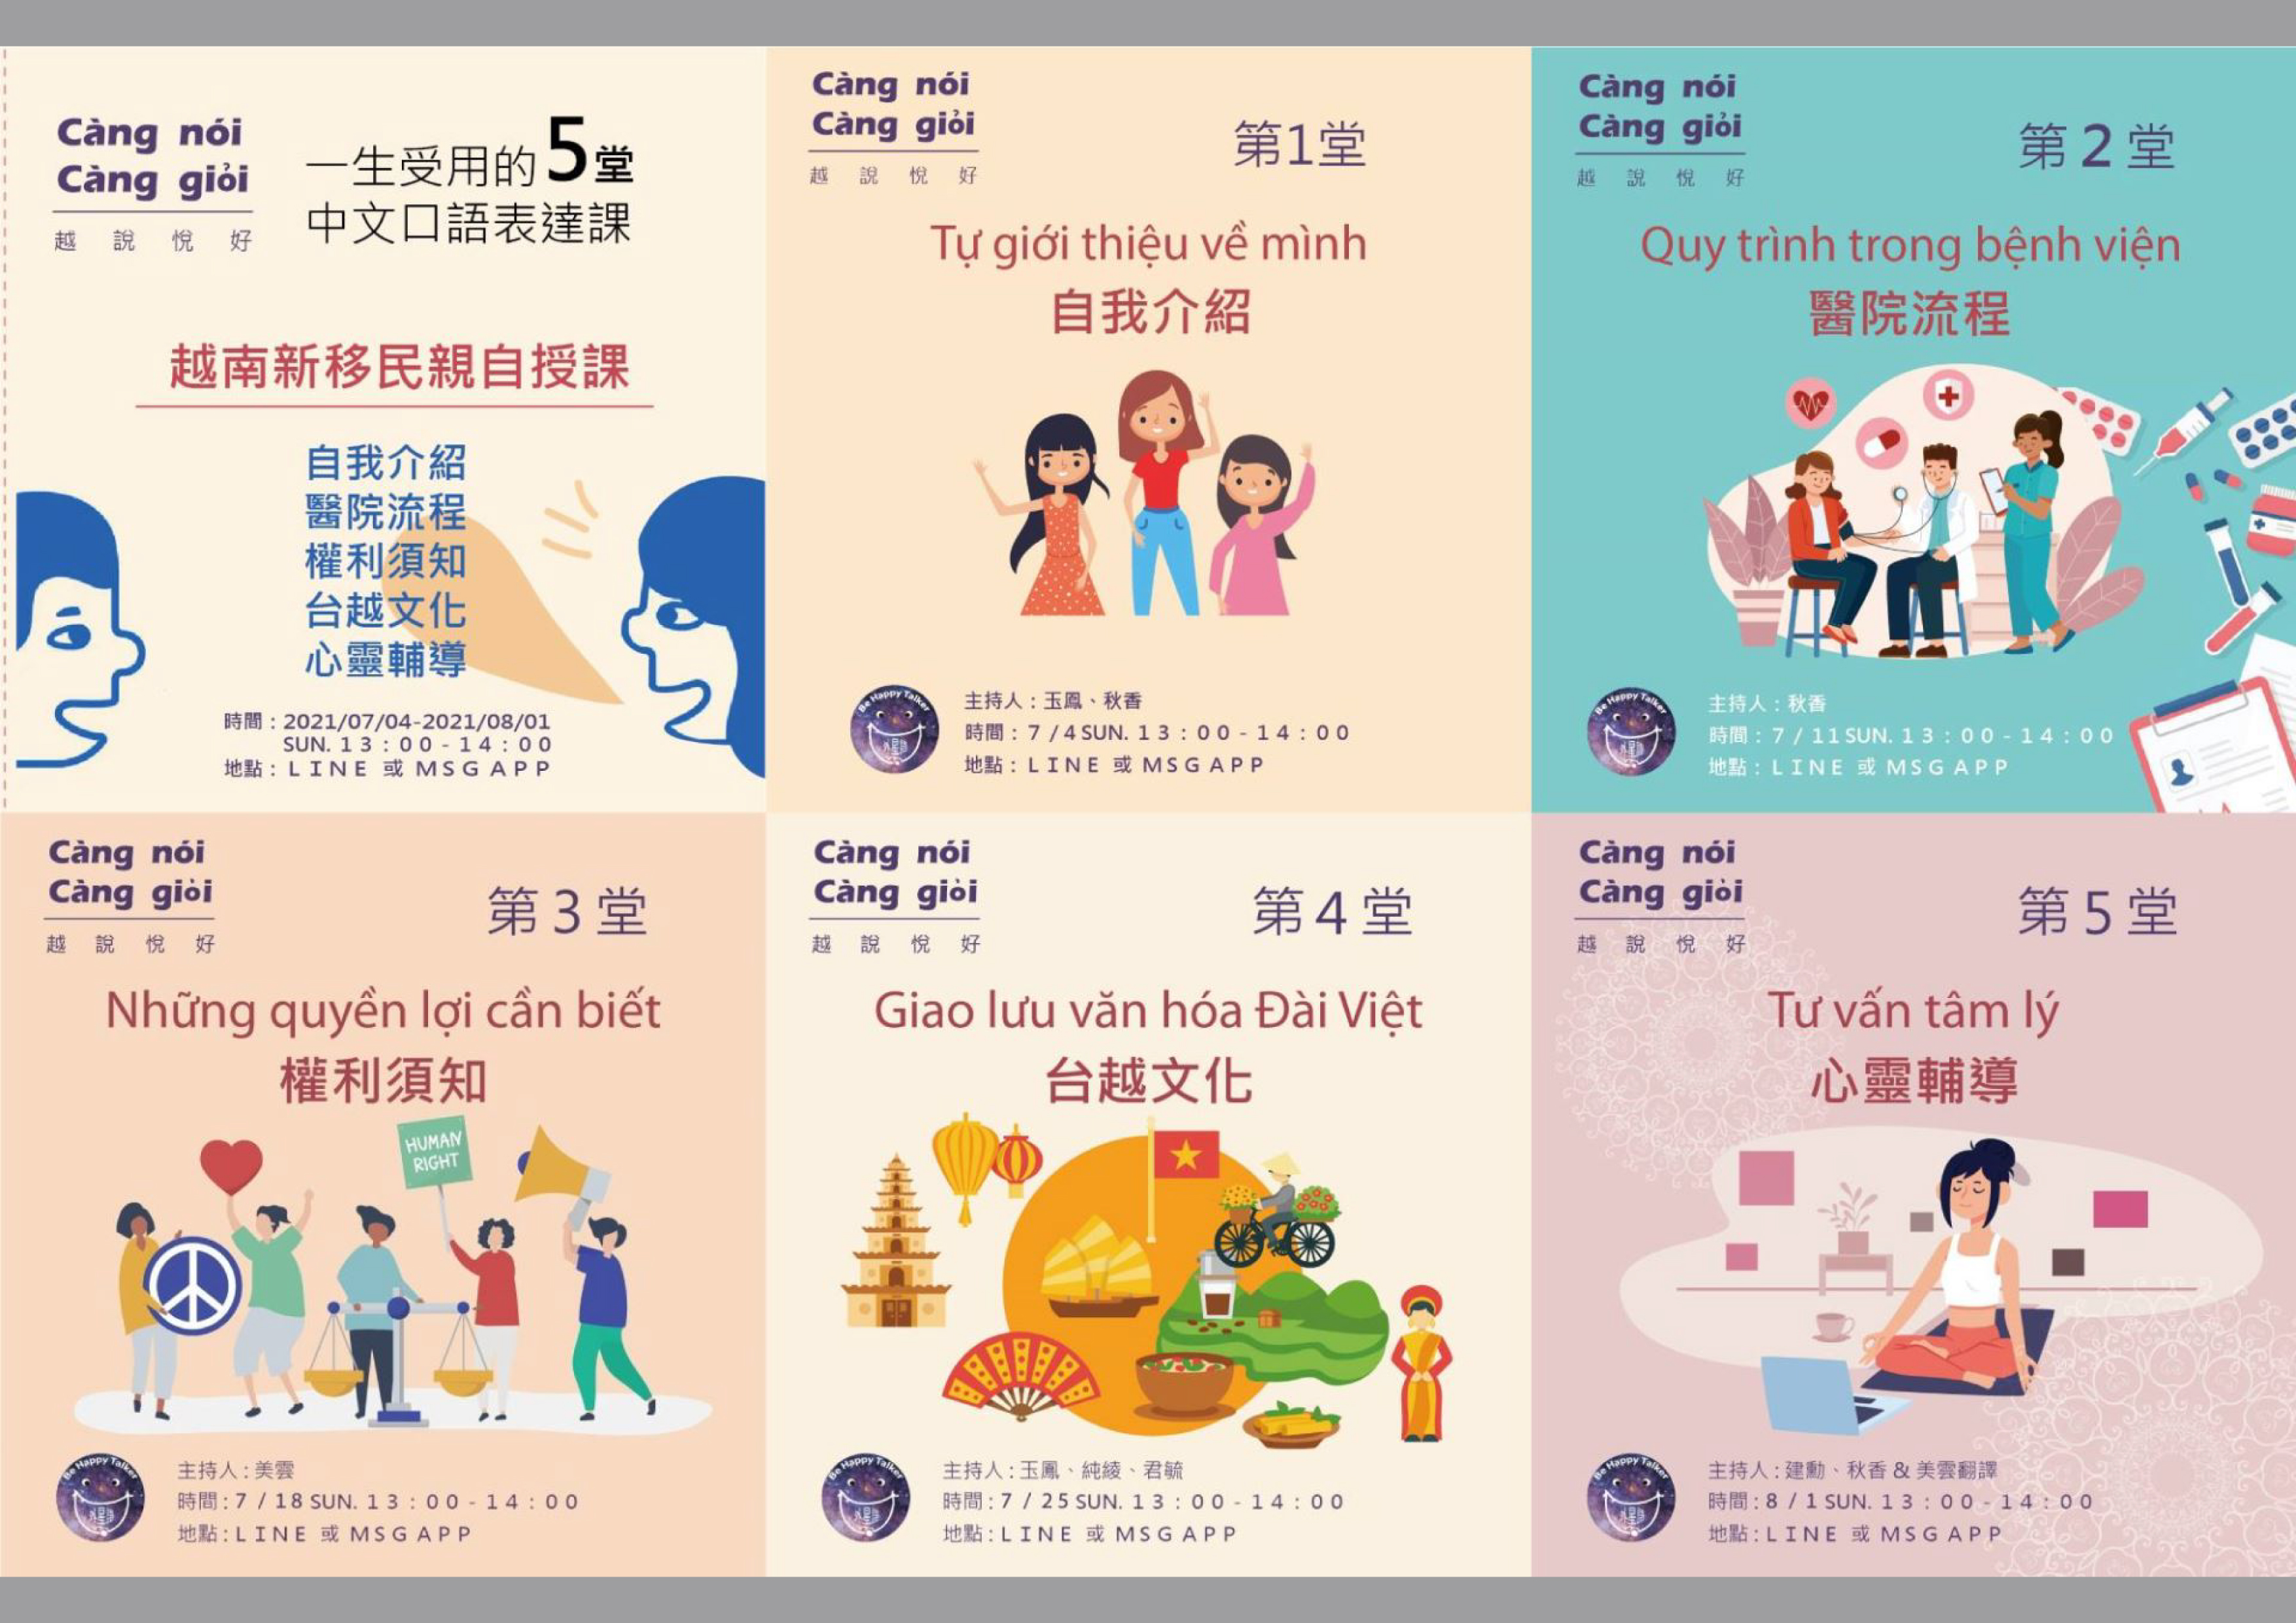 Càng nói
Càng giỏi
越說悅好
一生受用的5堂
中文口語表達課
越南新移民親自授課
自我介紹
醫院流程
權利須知
台越文化
心靈輔導
時間：2021/07/04-2021/08/01
SUN. 13：00-14：00
地點：LINE 或 MSG APP
Càng nói
Càng giỏi
越說悅好
第1堂
Tự giới thiệu về mình
自我介紹
Be Happy Talker
主持人：玉鳳、秋香
時間：7/4 SUN. 13：00-14：00
地點：LINE 或 MSG APP
Càng nói
Càng giỏi
越說悅好
第2堂
Quy trình trong bệnh viện
醫院流程
Be Happy Talker
主持人：秋香
時間：7/11 SUN. 13：00-14：00
地點：LINE 或 MSG APP
Càng nói
Càng giỏi
越說悅好
第3堂
Những quyền lợi cần biết
權利須知
HUMAN
RIGHT
Be Happy Talker
主持人：美雲
時間：7/18 SUN. 13：00-14：00
地點：LINE 或 MSG APP
Càng nói
Càng giỏi
越說悅好
第4堂
Giao lưu văn hóa Đài Việt
台越文化
Be Happy Talker
主持人：玉鳳、純綾、君毓
時間：7/25 SUN. 13：00-14：00
地點：LINE 或 MSG APP
Càng nói
Càng giỏi
越說悅好
第5堂
Tư vấn tâm lý
心靈輔導
Be Happy Talker
主持人：建勳、秋香 & 美雲翻譯
時間：8/1 SUN. 13：00-14：00
地點：LINE 或 MSG APP